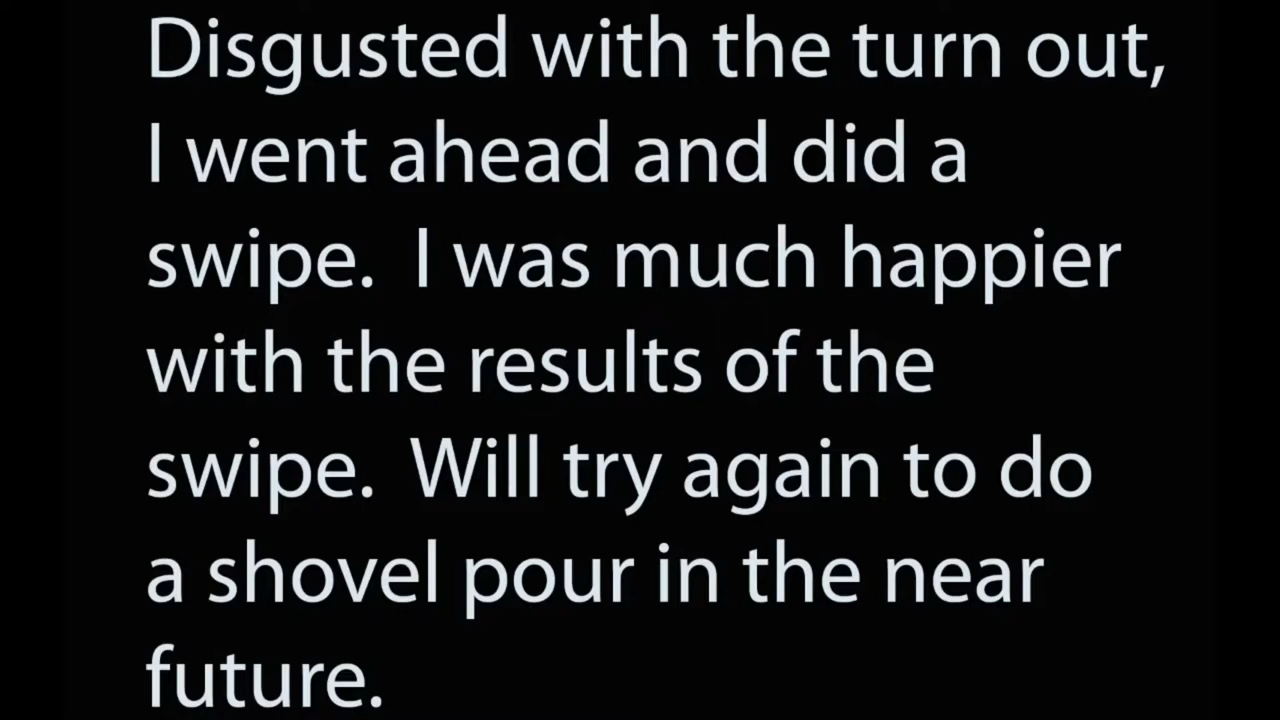 Disgusted with the turn out,
I went ahead and did a
swipe.  I was much happier
with the results of the
swipe.  Will try again to do
a shovel pour in the near
future.